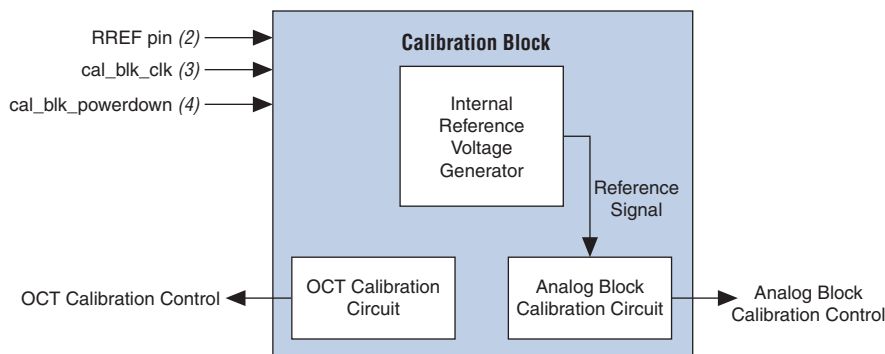 RREF pin (2)
cal_blk_clk (3)
cal_blk_powerdown (4)
Calibration Block
Internal
Reference
Voltage
Generator
Reference
Signal
OCT Calibration Control
OCT Calibration
Circuit
Analog Block
Calibration Circuit
Analog Block
Calibration Control